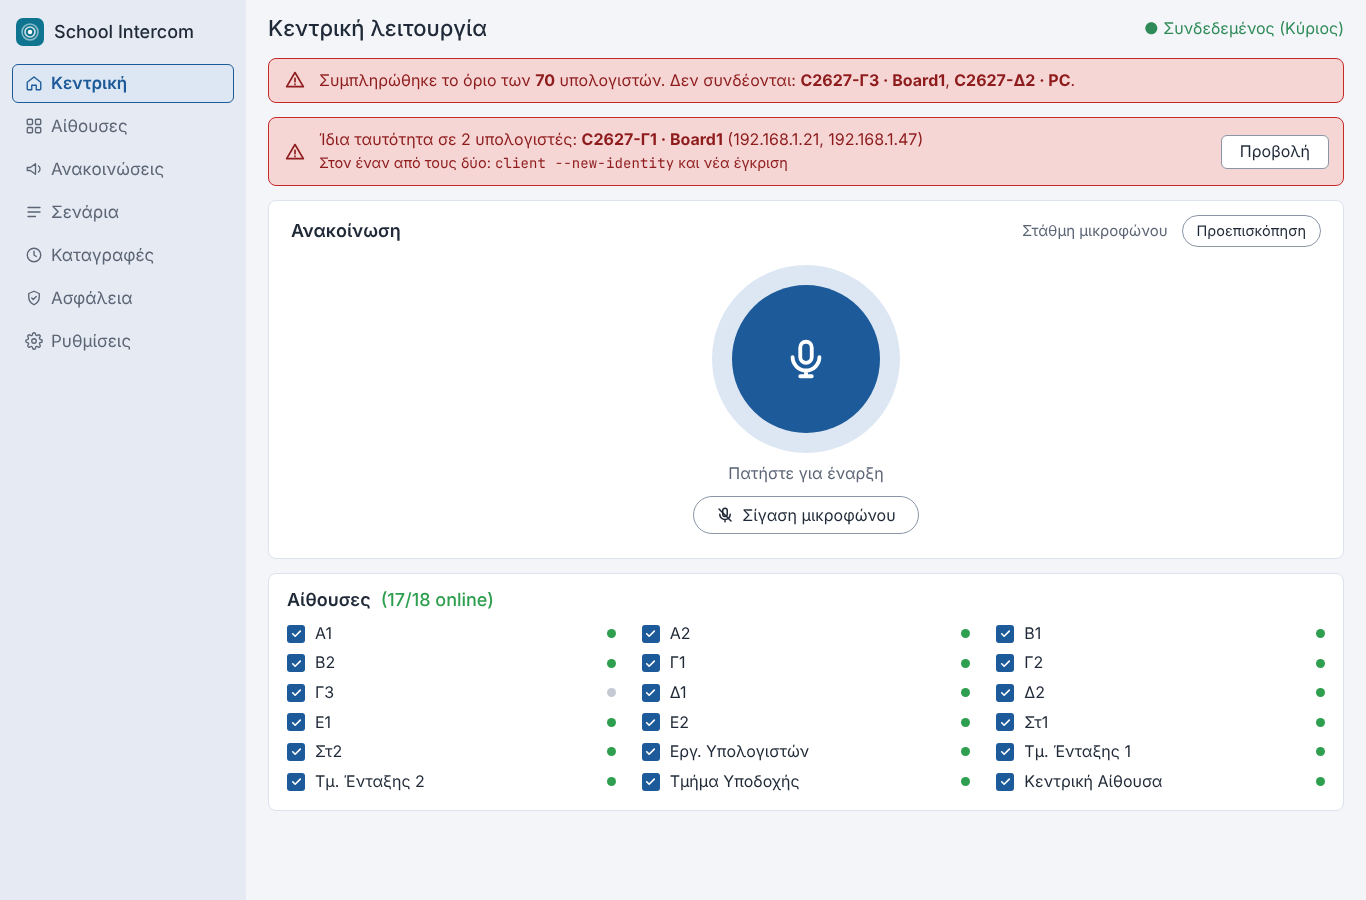 School Intercom
Κεντρική
Αίθουσες
Ανακοινώσεις
Σενάρια
Καταγραφές
Ασφάλεια
Ρυθμίσεις
Κεντρική λειτουργία
Συνδεδεμένος (Κύριος)
Συμπληρώθηκε το όριο των 70 υπολογιστών. Δεν συνδέονται: C2627-Γ3 · Board1, C2627-Δ2 · PC.
Ίδια ταυτότητα σε 2 υπολογιστές: C2627-Γ1 · Board1 (192.168.1.21, 192.168.1.47)
Στον έναν από τους δύο: client --new-identity και νέα έγκριση
Προβολή
Ανακοίνωση
Στάθμη μικροφώνου
Προεπισκόπηση
Πατήστε για έναρξη
Σίγαση μικροφώνου
Αίθουσες (17/18 online)
Α1 Α2 Β1
Β2 Γ1 Γ2
Γ3 Δ1 Δ2
Ε1 Ε2 Στ1
Στ2 Εργ. Υπολογιστών Τμ. Ένταξης 1
Τμ. Ένταξης 2 Τμήμα Υποδοχής Κεντρική Αίθουσα